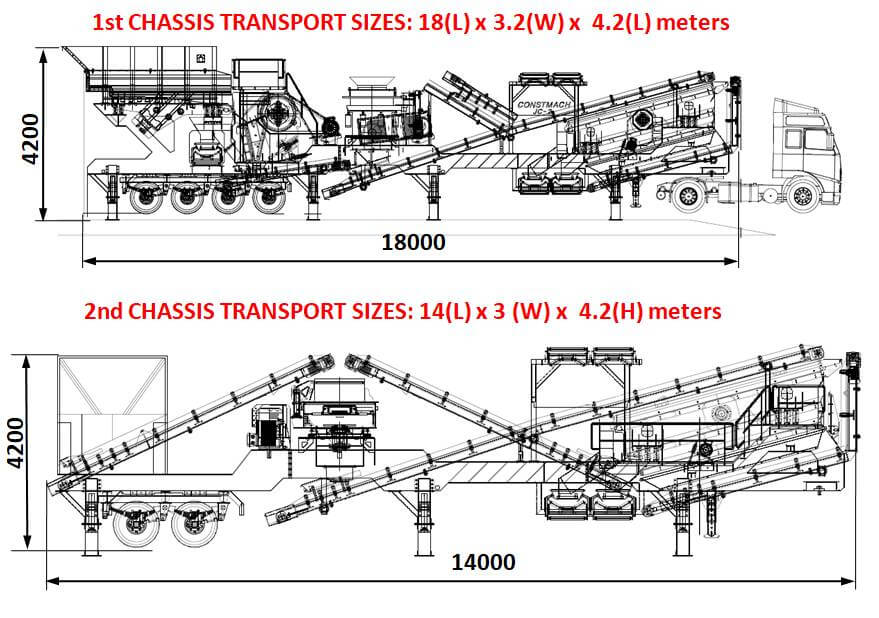 1st CHASSIS TRANSPORT SIZES: 18(L) x 3.2(W) x 4.2(L) meters
4200
CONSTMACH
JC-2
18000
2nd CHASSIS TRANSPORT SIZES: 14(L) x 3 (W) x 4.2(H) meters
4200
14000